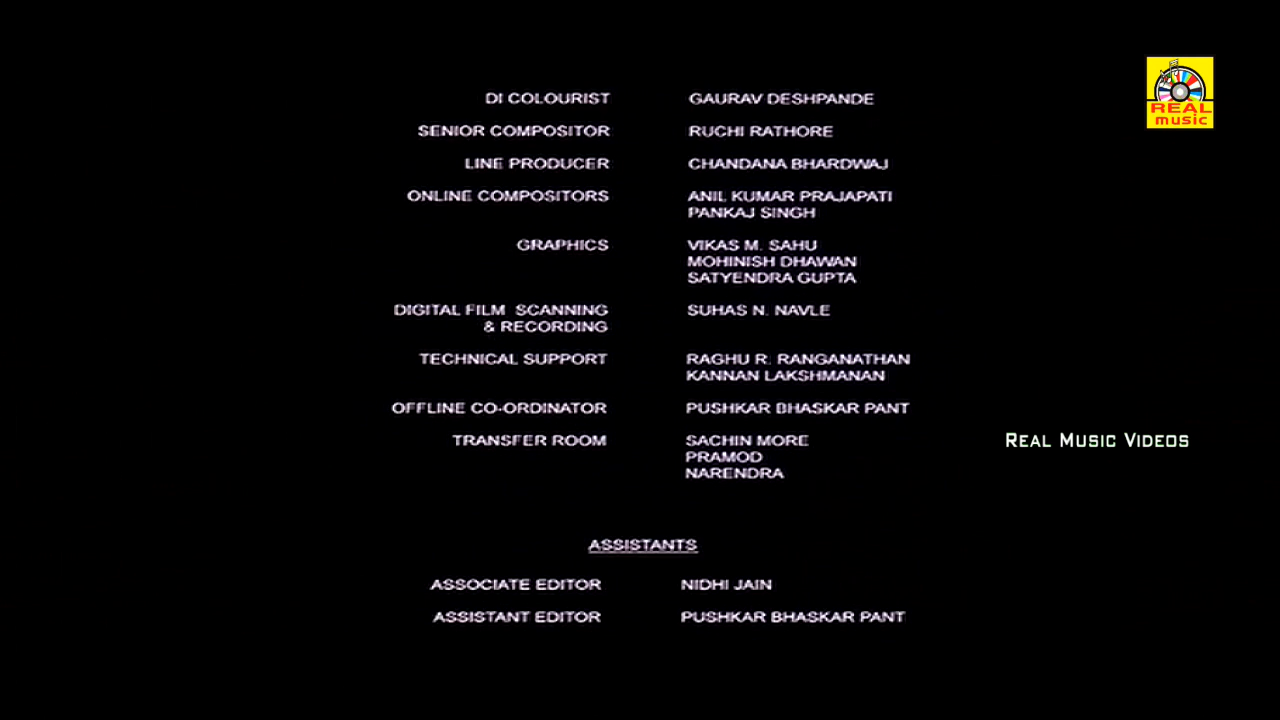 DI COLOURIST GAURAV DESHPANDE
SENIOR COMPOSITOR RUCHI RATHORE
LINE PRODUCER CHANDANA BHARDWAJ
ONLINE COMPOSITORS ANIL KUMAR PRAJAPATI
PANKAJ SINGH
GRAPHICS VIKAS M. SAHU
MOHINISH DHAWAN
SATYENDRA GUPTA
DIGITAL FILM SCANNING SUHAS N. NAVLE
& RECORDING
TECHNICAL SUPPORT RAGHU R. RANGANATHAN
KANNAN LAKSHMANAN
OFFLINE CO-ORDINATOR PUSHKAR BHASKAR PANT
TRANSFER ROOM SACHIN MORE
PRAMOD
NARENDRA
ASSISTANTS
ASSOCIATE EDITOR NIDHI JAIN
ASSISTANT EDITOR PUSHKAR BHASKAR PANT
REAL
music
REAL MUSIC VIDEOS